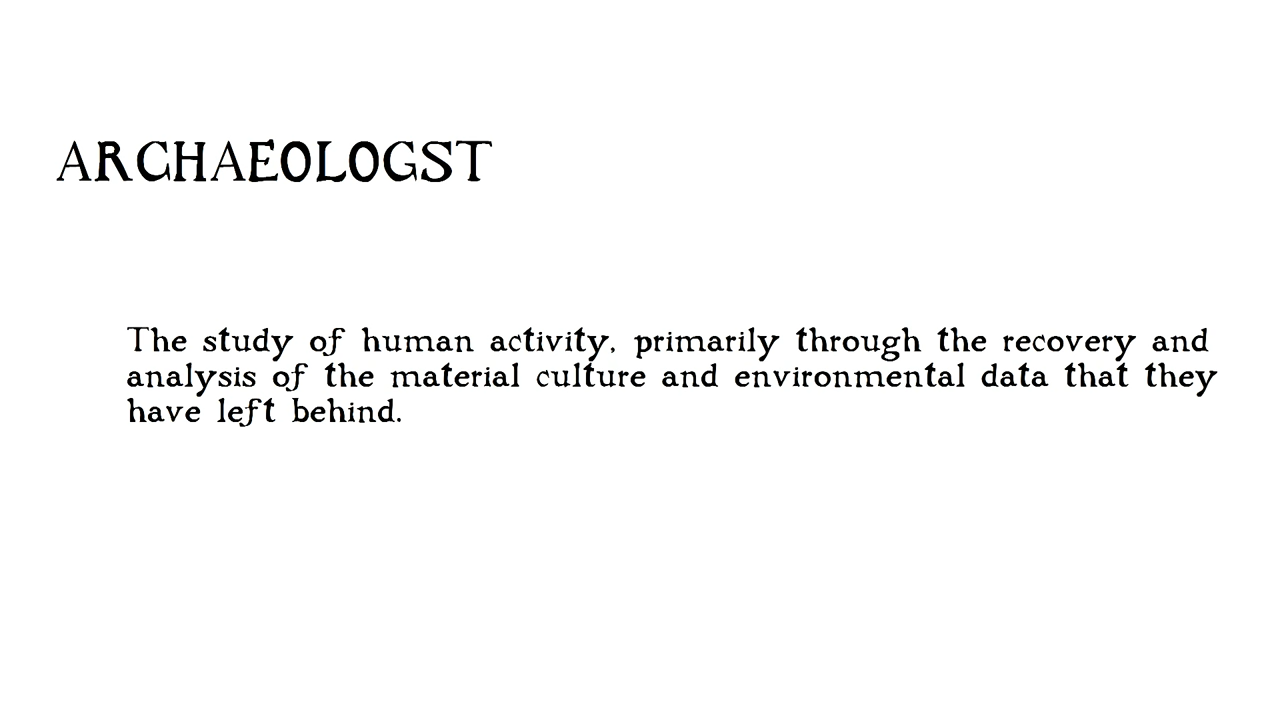 ARCHAEOLOGST
The study of human activity, primarily through the recovery and
analysis of the material culture and environmental data that they
have left behind.